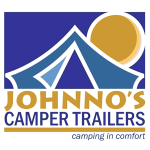 JOHNNO'S
CAMPER TRAILERS
camping in comfort